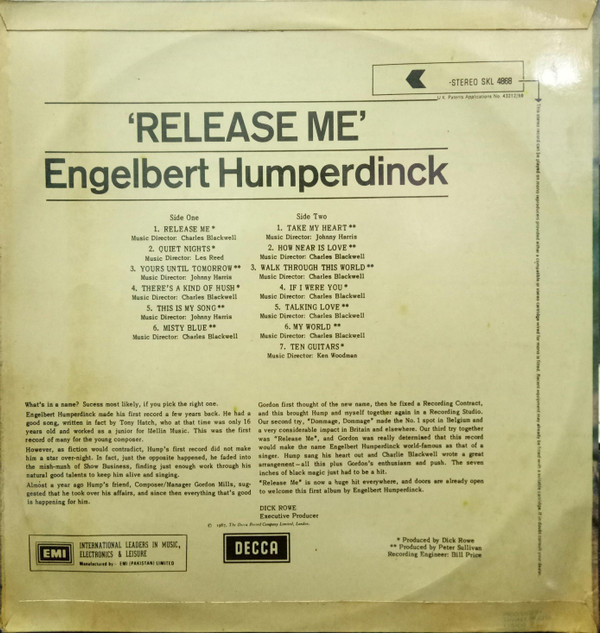 -STEREO SKL 4868
U.K. Patents Applications No. 43212/58
'RELEASE ME'
Engelbert Humperdinck
Side One
1. RELEASE ME*
Music Director: Charles Blackwell
2. QUIET NIGHTS*
Music Director: Les Reed
3. YOURS UNTIL TOMORROW**
Music Director: Johnny Harris
4. THERE'S A KIND OF HUSH*
Music Director: Charles Blackwell
5. THIS IS MY SONG**
Music Director: Johnny Harris
6. MISTY BLUE**
Music Director: Charles Blackwell
Side Two
1. TAKE MY HEART**
Music Director: Johnny Harris
2. HOW NEAR IS LOVE**
Music Director: Charles Blackwell
3. WALK THROUGH THIS WORLD**
Music Director: Charles Blackwell
4. IF I WERE YOU*
Music Director: Charles Blackwell
5. TALKING LOVE**
Music Director: Charles Blackwell
6. MY WORLD**
Music Director: Charles Blackwell
7. TEN GUITARS*
Music Director: Ken Woodman
What's in a name? Sucess most likely, if you pick the right one.
Engelbert Humperdinck made his first record a few years back. He had a
good song, written in fact by Tony Hatch, who at that time was only 16
years old and worked as a junior for Mellin Music. This was the first
record of many for the young composer.
However, as fiction would contradict, Hump's first record did not make
him a star over-night. In fact, just the opposite happened, he faded into
the mish-mush of Show Business, finding just enough work through his
natural good talents to keep him alive and singing.
Almost a year ago Hump's friend, Composer/Manager Gordon Mills, sug-
gested that he took over his affairs, and since then everything that's good
is happening for him.
Gordon first thought of the new name, then he fixed a Recording Contract,
and this brought Hump and myself together again in a Recording Studio.
Our second try, "Dommage, Dommage" made the No. 1 spot in Belgium and
a very considerable impact in Britain and elsewhere. Our third try together
was "Release Me", and Gordon was really determined that this record
would make the name Engelbert Humperdinck world-famous as that of a
singer. Hump sang his heart out and Charlie Blackwell wrote a great
arrangement—all this plus Gordon's enthusiasm and push. The seven
inches of black magic just had to be a hit.
"Release Me" is now a huge hit everywhere, and doors are already open
to welcome this first album by Engelbert Humperdinck.
DICK ROWE
Executive Producer
© 1967, The Decca Record Company Limited, London.
EMI
INTERNATIONAL LEADERS IN MUSIC,
ELECTRONICS & LEISURE
Manufactured by:- EMI (PAKISTAN) LIMITED
DECCA
* Produced by Dick Rowe
** Produced by Peter Sullivan
Recording Engineer: Bill Price